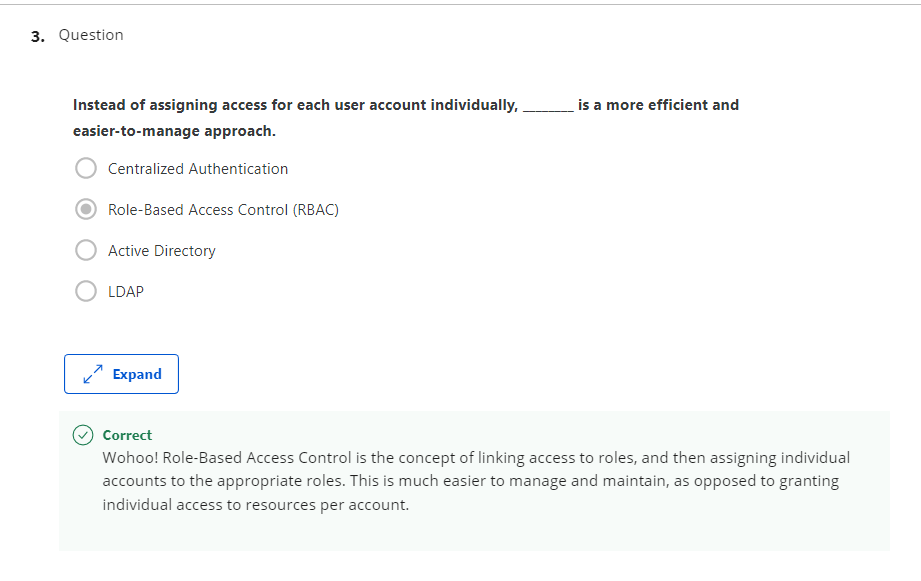 3. Question
Instead of assigning access for each user account individually, ________ is a more efficient and
easier-to-manage approach.
Centralized Authentication
Role-Based Access Control (RBAC)
Active Directory
LDAP
Expand
Correct
Wohoo! Role-Based Access Control is the concept of linking access to roles, and then assigning individual
accounts to the appropriate roles. This is much easier to manage and maintain, as opposed to granting
individual access to resources per account.